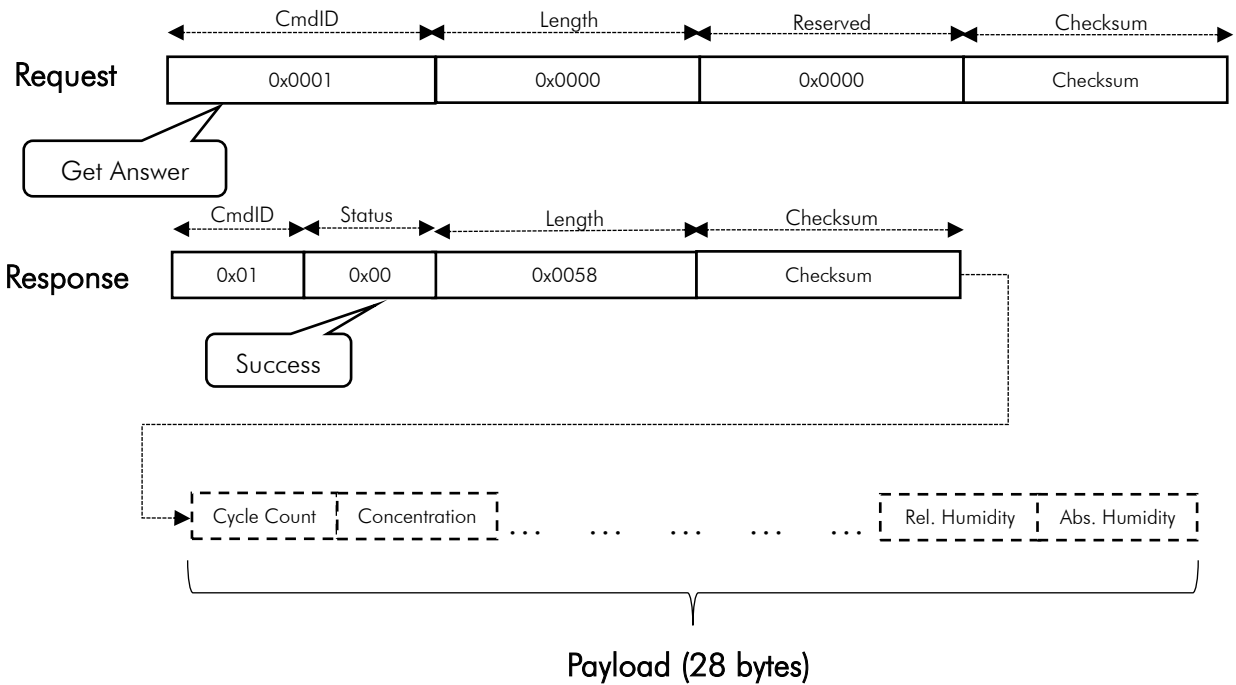 CmdID Length Reserved Checksum
Request 0x0001 0x0000 0x0000 Checksum
Get Answer
CmdID Status Length Checksum
Response 0x01 0x00 0x0058 Checksum
Success
Cycle Count Concentration ... ... ... ... ... Rel. Humidity Abs. Humidity
Payload (28 bytes)